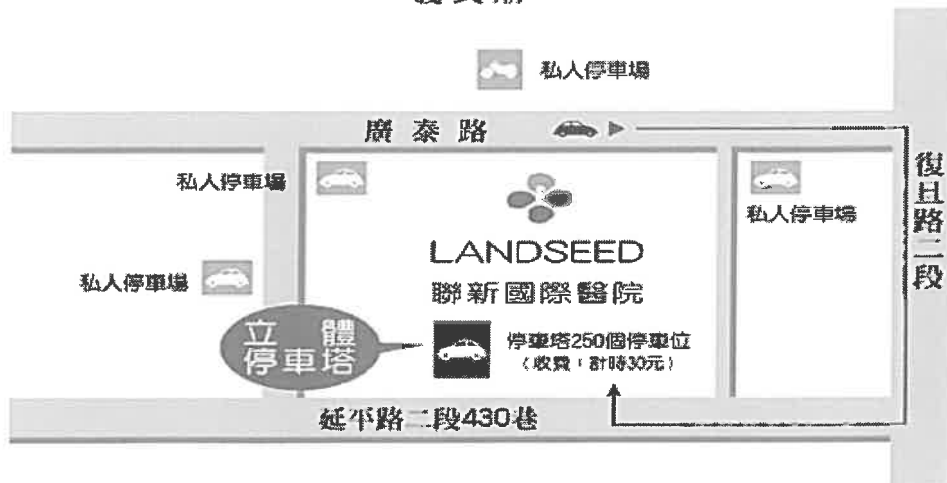 私人停車場
廣泰路
私人停車場
私人停車場
復旦路二段
LANDSEED
聯新國際醫院
私人停車場
立體
停車塔
停車塔250個停車位
(收費:計時30元)
延平路二段430巷